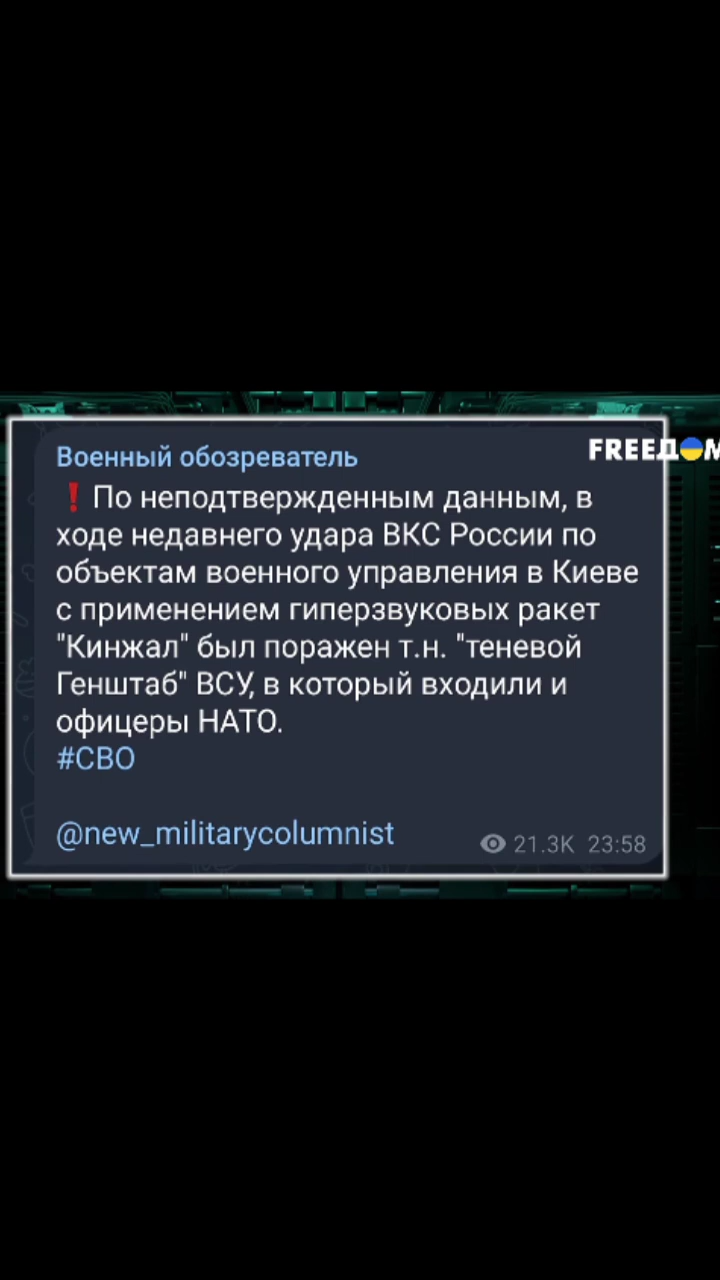 Военный обозреватель
FREEДОМ
❗ По неподтвержденным данным, в
ходе недавнего удара ВКС России по
объектам военного управления в Киеве
с применением гиперзвуковых ракет
"Кинжал" был поражен т.н. "теневой
Генштаб" ВСУ, в который входили и
офицеры НАТО.
#СВО
@new_militarycolumnist
21.3K 23:58